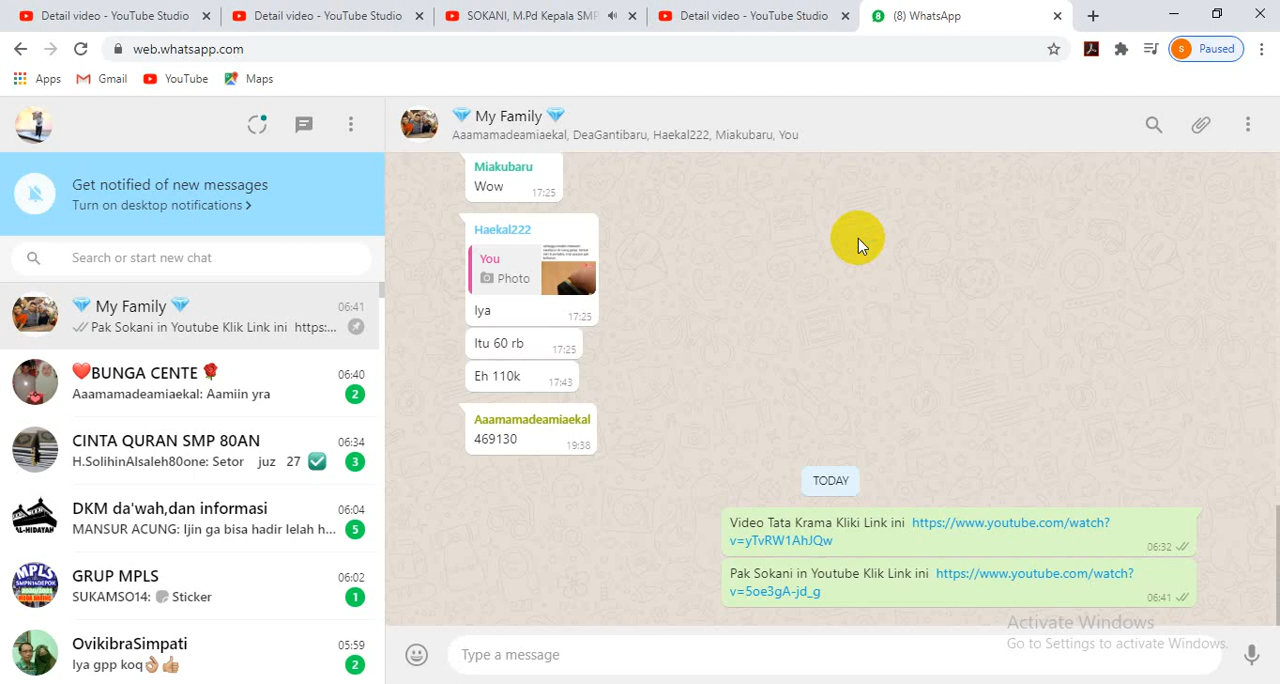 Detail video - YouTube Studio
Detail video - YouTube Studio
SOKANI, M.Pd Kepala SMP
Detail video - YouTube Studio
(8) WhatsApp
web.whatsapp.com
S Paused
Apps Gmail YouTube Maps
💎 My Family 💎
Aaamamadeamiaekal, DeaGantibaru, Haekal222, Miakubaru, You
Get notified of new messages
Turn on desktop notifications >
Search or start new chat
💎 My Family 💎 06:41
Pak Sokani in Youtube Klik Link ini https:...
❤️BUNGA CENTE 🌹 06:40
Aaamamadeamiaekal: Aamiin yra 2
CINTA QURAN SMP 80AN 06:34
H.SolihinAlsaleh80one: Setor juz 27 ✅ 3
DKM da'wah,dan informasi 06:04
MANSUR ACUNG: Ijin ga bisa hadir lelah h... 5
GRUP MPLS 06:02
SUKAMSO14: Sticker 1
OvikibraSimpati 05:59
Iya gpp koq👌🏼👍🏼 2
Miakubaru
Wow 17:25
Haekal222
You
Photo
Iya 17:25
Itu 60 rb 17:25
Eh 110k 17:43
Aaamamadeamiaekal
469130 19:38
TODAY
Video Tata Krama Kliki Link ini https://www.youtube.com/watch?
v=yTvRW1AhJQw 06:32
Pak Sokani in Youtube Klik Link ini https://www.youtube.com/watch?
v=5oe3gA-jd_g 06:41
Type a message
Activate Windows
Go to Settings to activate Windows.